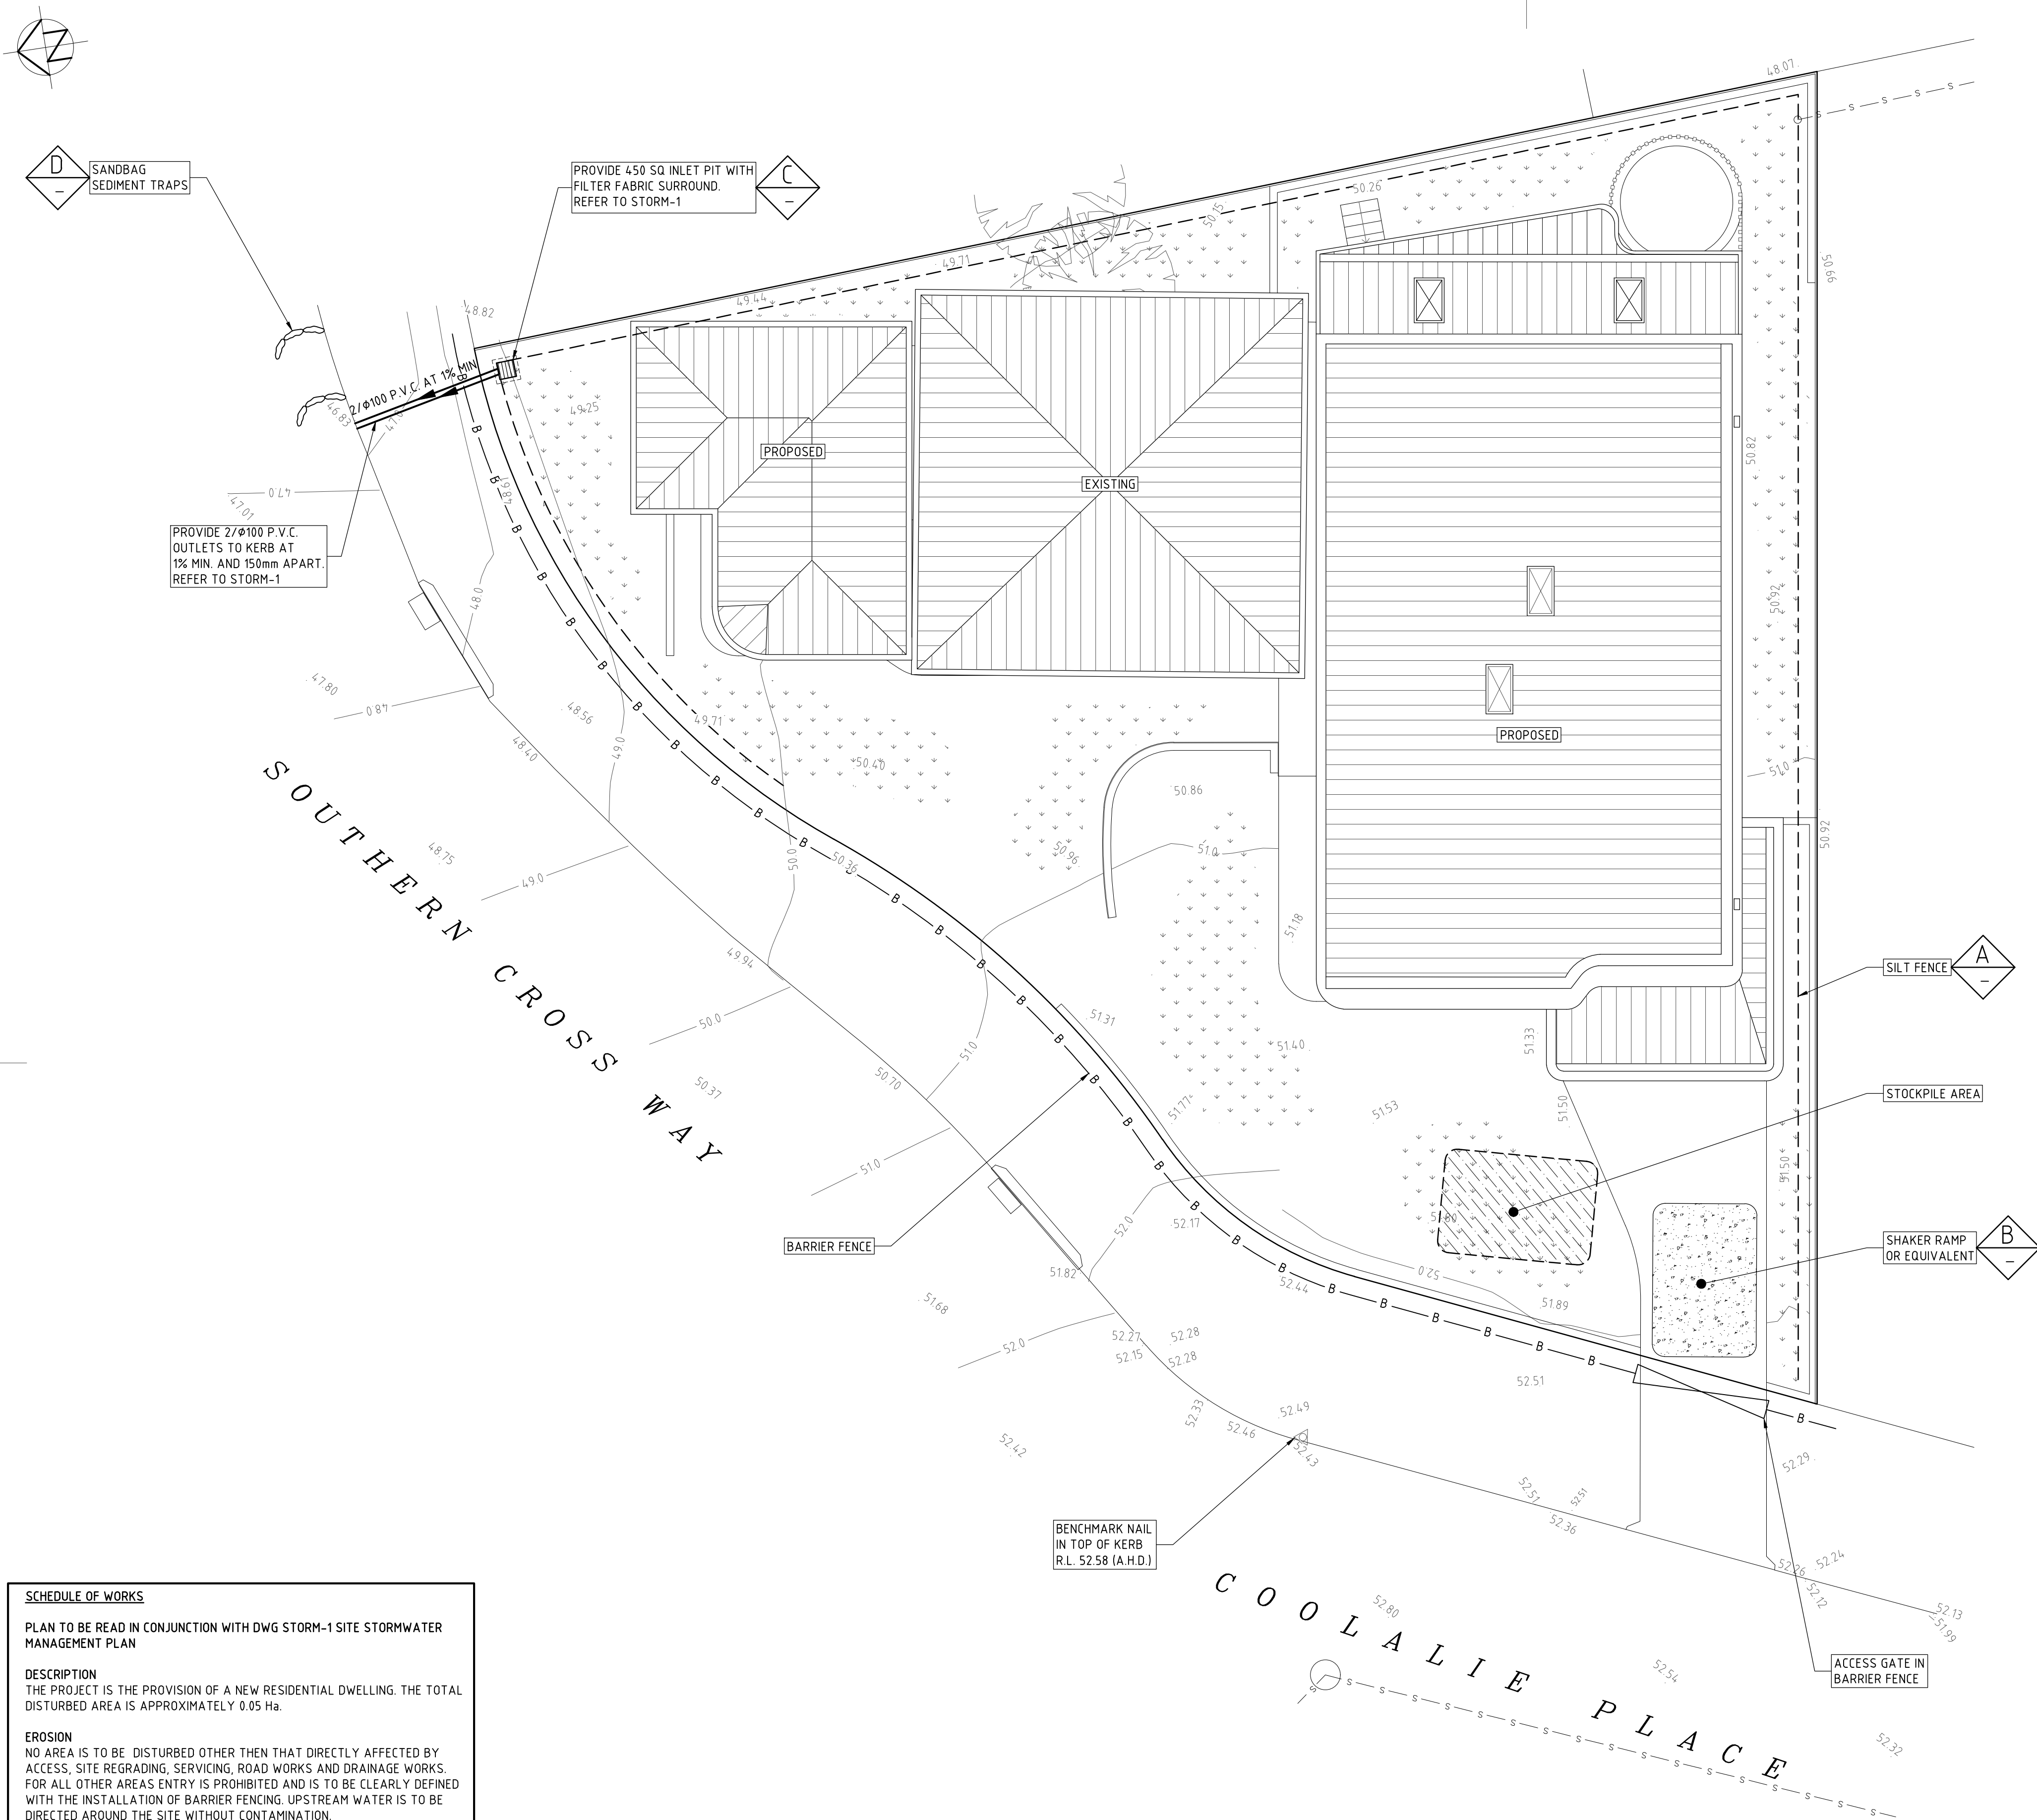 N
48.07
D
–
SANDBAG
SEDIMENT TRAPS
PROVIDE 450 SQ INLET PIT WITH
FILTER FABRIC SURROUND.
REFER TO STORM-1
C
–
S S S S S
50.26
50.15
49.71
49.44
50.66
48.82
2/Ø100 P.V.C. AT 1% MIN
46.83
49.25
PROPOSED
50.82
EXISTING
47.0
47.01
48.61
PROVIDE 2/Ø100 P.V.C.
OUTLETS TO KERB AT
1% MIN. AND 150mm APART.
REFER TO STORM-1
48.0
50.92
47.80
48.0
48.56
49.71
48.40
49.0
PROPOSED
50.40
51.0
50.86
SOUTHERN CROSS WAY
48.75
49.0
50.0
50.36
50.96
51.0
50.92
51.18
49.94
SILT FENCE
A
–
50.0
51.31
51.33
51.40
51.0
50.70
50.37
STOCKPILE AREA
51.77
51.53
51.50
51.0
51.50
52.0
52.17
BARRIER FENCE
SHAKER RAMP
OR EQUIVALENT
B
–
51.82
52.0
52.44
51.89
51.68
52.27
52.28
52.0
52.15
52.28
52.51
B B B B B B B B B B B B B B B B B B B B B B B B B B B B B B B B B
52.33
52.46
52.49
52.43
52.42
52.29
52.51
52.51
52.36
BENCHMARK NAIL
IN TOP OF KERB
R.L. 52.58 (A.H.D.)
52.26
52.24
52.12
52.13
51.99
COOLALIE PLACE
52.80
52.54
52.32
ACCESS GATE IN
BARRIER FENCE
S S S S S S S S S S S S S S S
SCHEDULE OF WORKS
PLAN TO BE READ IN CONJUNCTION WITH DWG STORM-1 SITE STORMWATER
MANAGEMENT PLAN
DESCRIPTION
THE PROJECT IS THE PROVISION OF A NEW RESIDENTIAL DWELLING. THE TOTAL
DISTURBED AREA IS APPROXIMATELY 0.05 Ha.
EROSION
NO AREA IS TO BE DISTURBED OTHER THEN THAT DIRECTLY AFFECTED BY
ACCESS, SITE REGRADING, SERVICING, ROAD WORKS AND DRAINAGE WORKS.
FOR ALL OTHER AREAS ENTRY IS PROHIBITED AND IS TO BE CLEARLY DEFINED
WITH THE INSTALLATION OF BARRIER FENCING. UPSTREAM WATER IS TO BE
DIRECTED AROUND THE SITE WITHOUT CONTAMINATION.